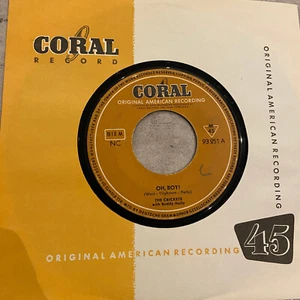 A
CORAL
RECORD
CORAL
ORIGINAL AMERICAN RECORDING
BIEM
NC
M
45
93 251 A
OH, BOY!
(West - Tilghman - Petty)
THE CRICKETS
with Buddy Holly
ORIGINAL AMERICAN RECORDING
ORIGINAL AMERICAN RECORDING
45